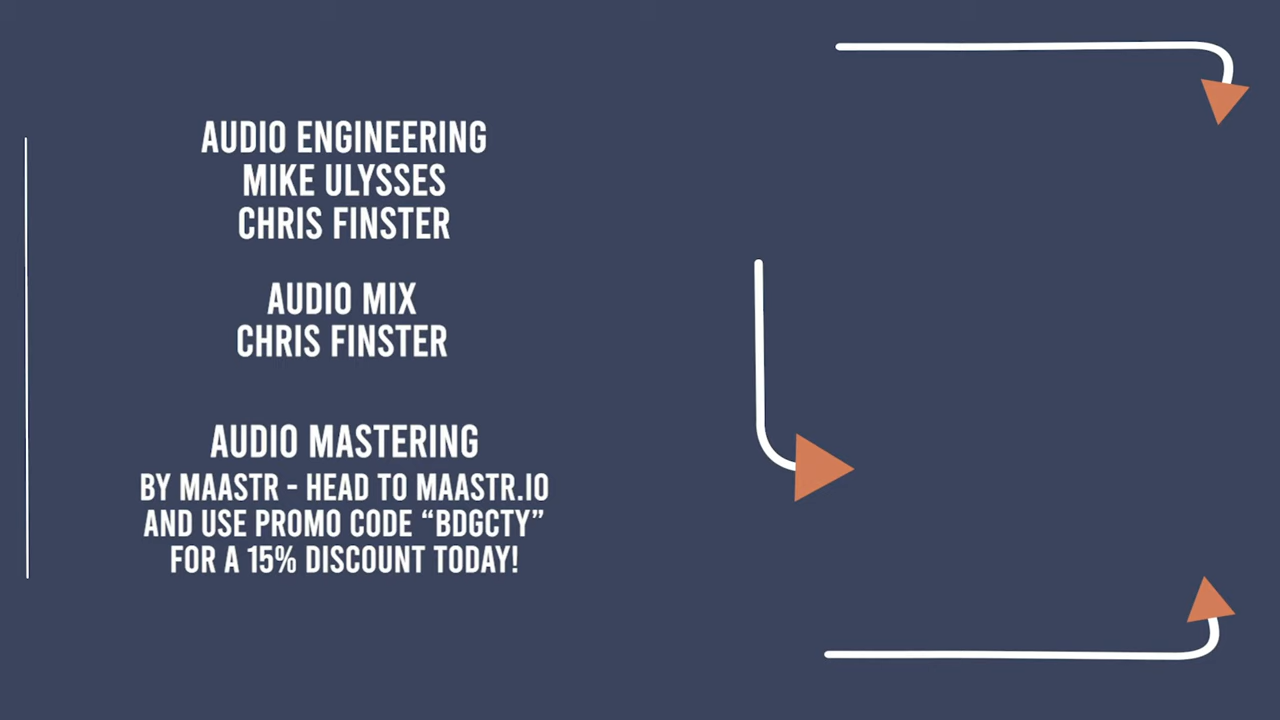 AUDIO ENGINEERING
MIKE ULYSSES
CHRIS FINSTER
AUDIO MIX
CHRIS FINSTER
AUDIO MASTERING
BY MAASTR - HEAD TO MAASTR.IO
AND USE PROMO CODE “BDGCTY”
FOR A 15% DISCOUNT TODAY!